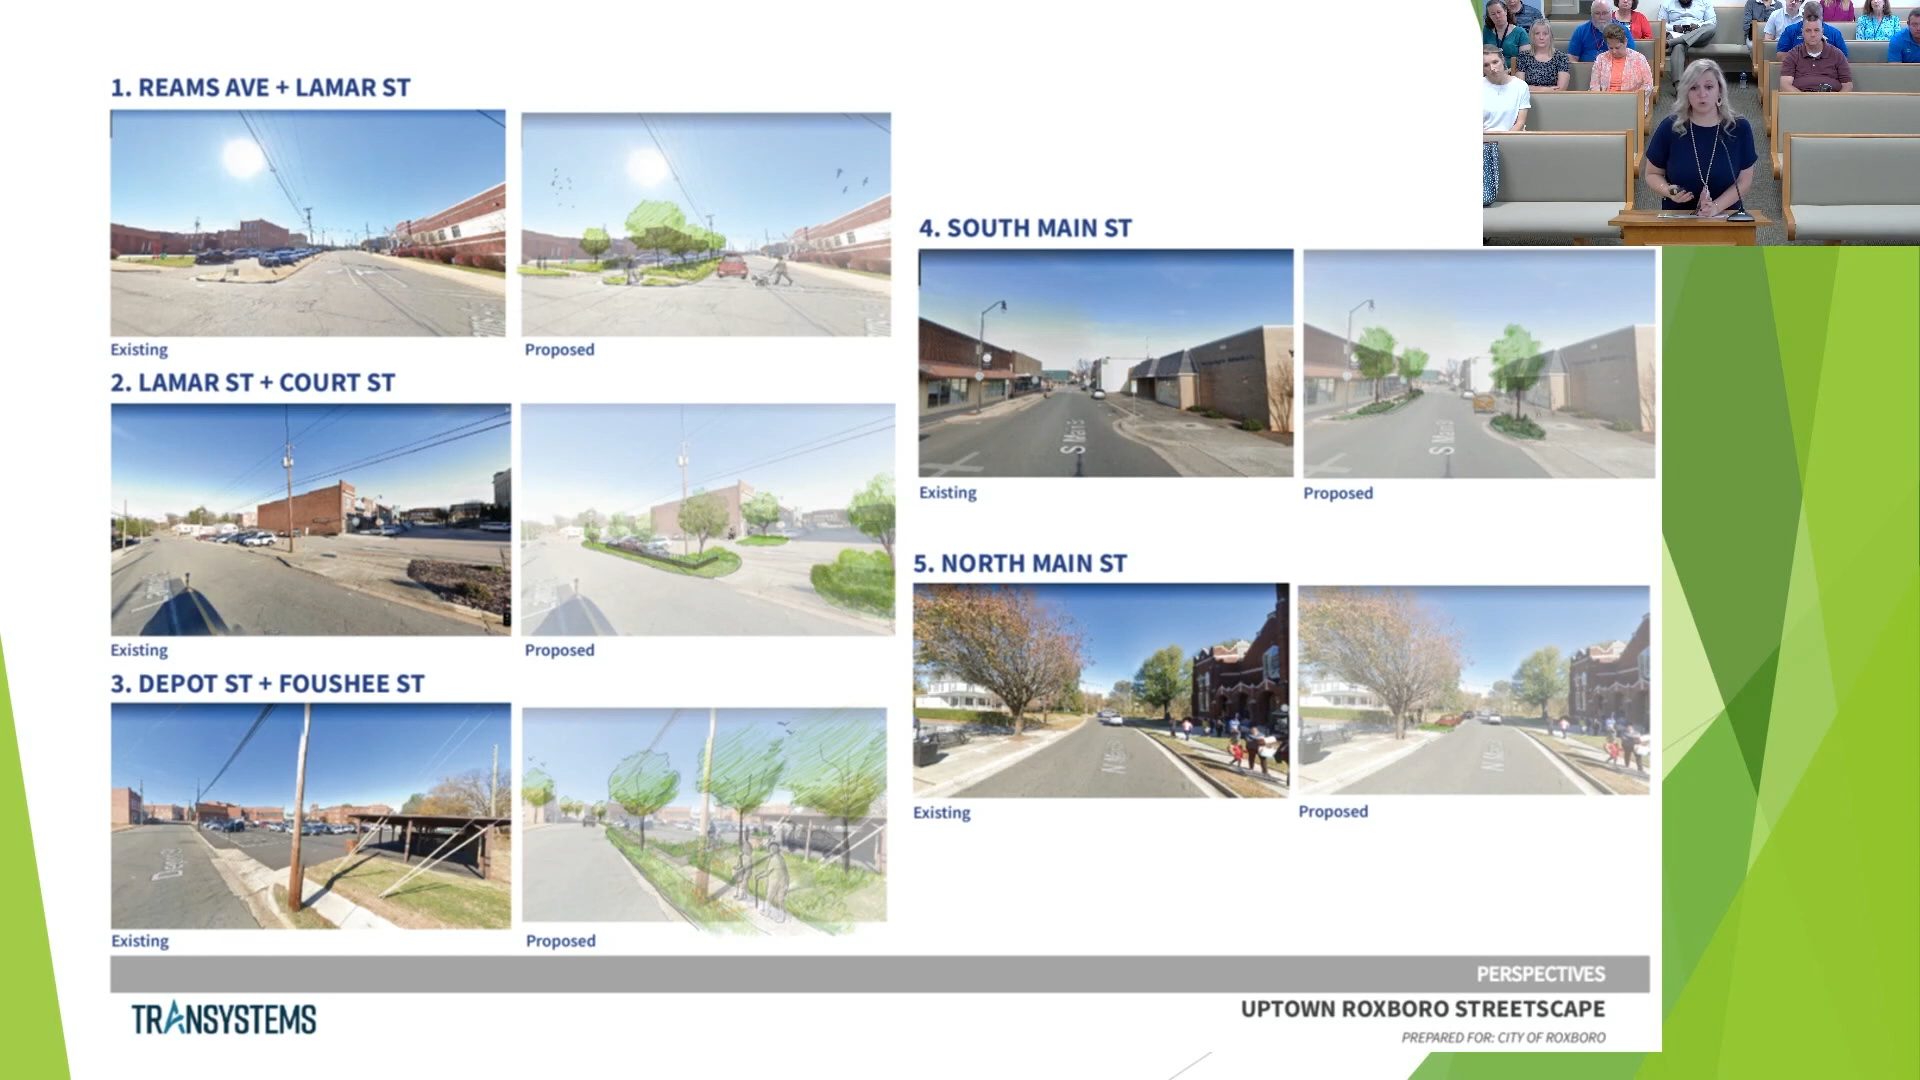 1. REAMS AVE + LAMAR ST
Existing
Proposed
2. LAMAR ST + COURT ST
Existing
Proposed
3. DEPOT ST + FOUSHEE ST
Existing
Proposed
4. SOUTH MAIN ST
S Main S
S Main S
Existing
Proposed
5. NORTH MAIN ST
Existing
Proposed
PERSPECTIVES
TRANSYSTEMS
UPTOWN ROXBORO STREETSCAPE
PREPARED FOR: CITY OF ROXBORO